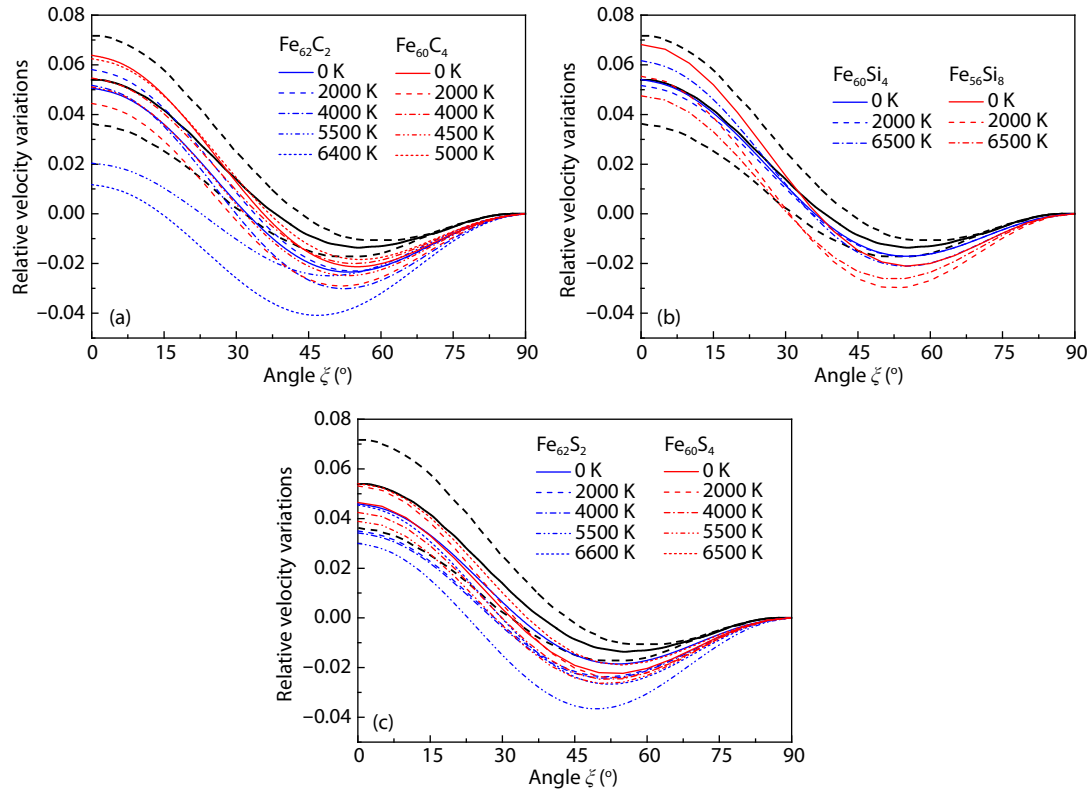 0.08
0.06
0.04
0.02
0.00
−0.02
−0.04
Relative velocity variations
Fe62C2 Fe60C4
0 K 0 K
2000 K 2000 K
4000 K 4000 K
5500 K 4500 K
6400 K 5000 K
(a)
0 15 30 45 60 75 90
Angle ξ (°)
0.08
0.06
0.04
0.02
0.00
−0.02
−0.04
Relative velocity variations
Fe60Si4 Fe56Si8
0 K 0 K
2000 K 2000 K
6500 K 6500 K
(b)
0 15 30 45 60 75 90
Angle ξ (°)
0.08
0.06
0.04
0.02
0.00
−0.02
−0.04
Relative velocity variations
Fe62S2 Fe60S4
0 K 0 K
2000 K 2000 K
4000 K 4000 K
5500 K 5500 K
6600 K 6500 K
(c)
0 15 30 45 60 75 90
Angle ξ (°)